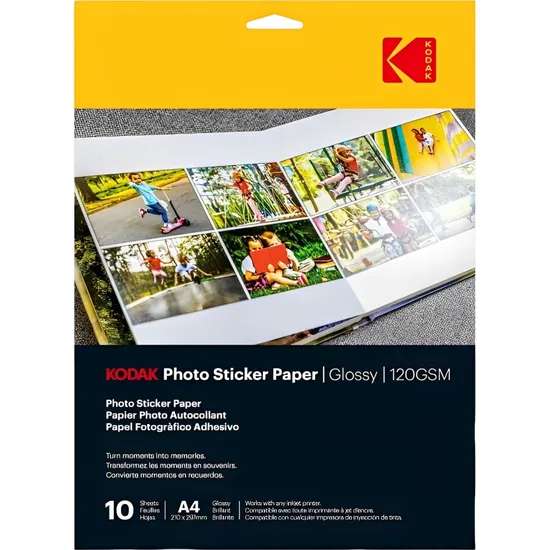 KODAK
KODAK Photo Sticker Paper | Glossy | 120GSM
Photo Sticker Paper
Papier Photo Autocollant
Papel Fotogràfico Adhesivo
Turn moments into memories.
Transformez les moments en souvenirs.
Convierte momentos en recuerdos.
10 Sheets
Feuilles
Hojas
A4
210 x 297mm
Glossy
Brillant
Brillante
Works with any inkjet printer.
Compatible avec toute imprimante à jet d'encre.
Compatible con cualquier impresora de inyección de tinta.